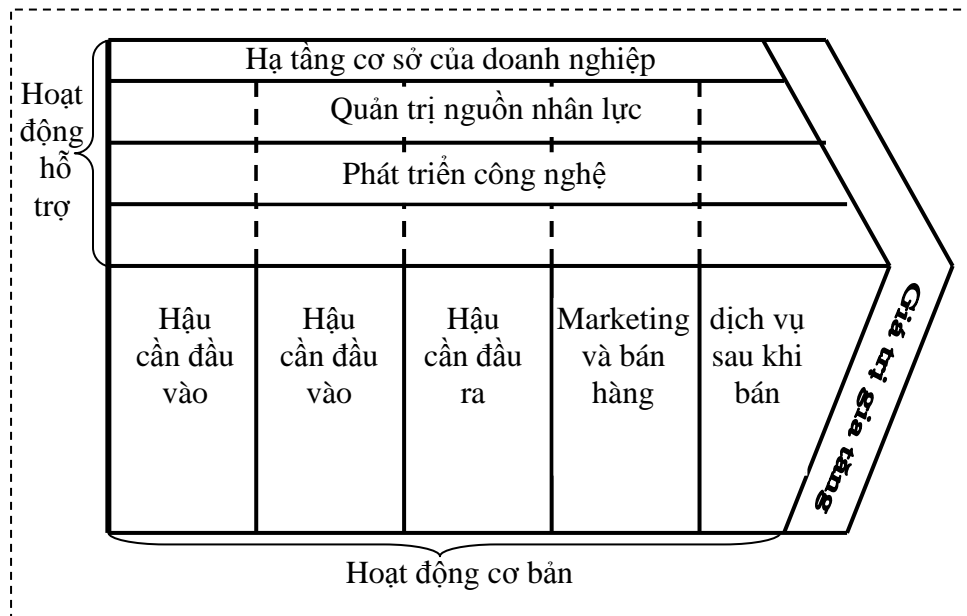 Hạ tầng cơ sở của doanh nghiệp
Hoạt
động
hỗ
trợ
Quản trị nguồn nhân lực
Phát triển công nghệ
Hậu
cần đầu
vào
Hậu
cần đầu
vào
Hậu
cần đầu
ra
Marketing
và bán
hàng
dịch vụ
sau khi
bán
Giá trị gia tăng
Hoạt động cơ bản